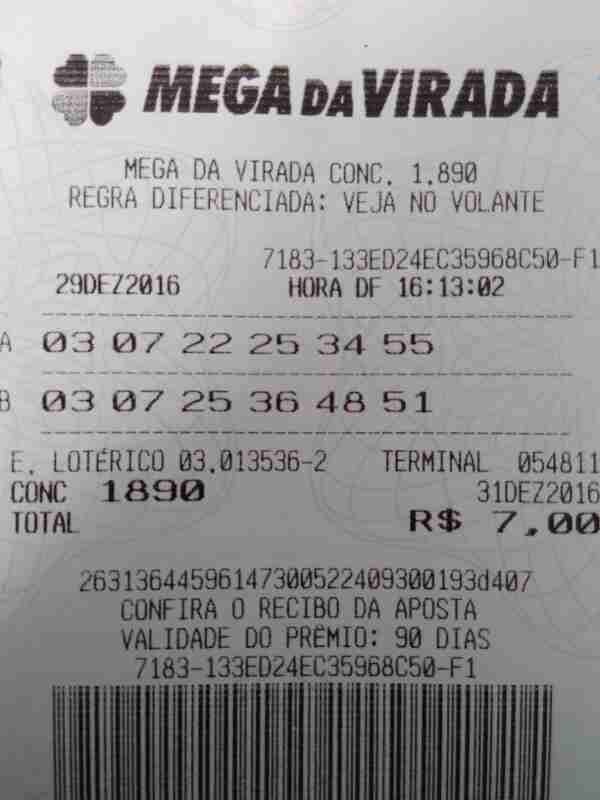 MEGA DA VIRADA
MEGA DA VIRADA CONC. 1.890
REGRA DIFERENCIADA: VEJA NO VOLANTE
7183-133ED24EC35968C50-F1
29DEZ2016 HORA DF 16:13:02
A 03 07 22 25 34 55
B 03 07 25 36 48 51
E. LOTÉRICO 03.013536-2 TERMINAL 054811
CONC 1890 31DEZ2016
TOTAL R$ 7,00
26313644596147300522409300193d407
CONFIRA O RECIBO DA APOSTA
VALIDADE DO PRÊMIO: 90 DIAS
7183-133ED24EC35968C50-F1